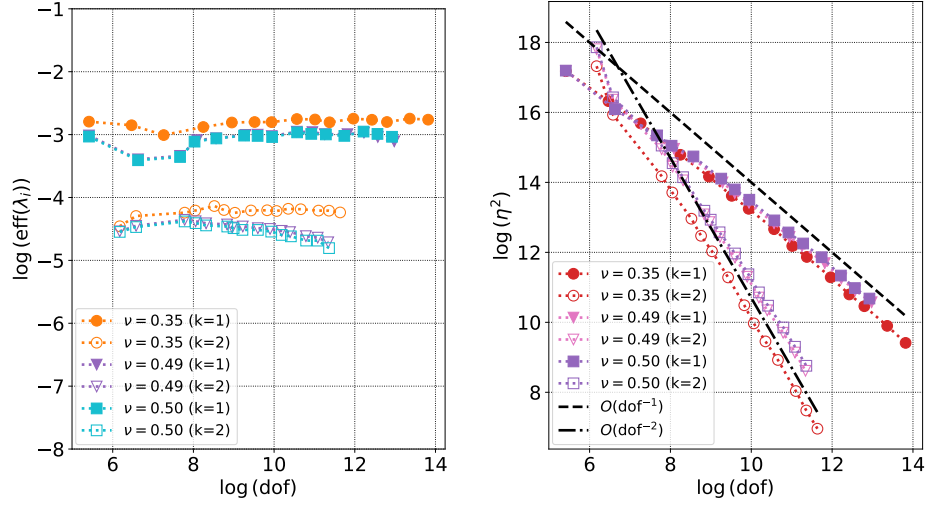 −1
−2
−3
−4
−5
−6
−7
−8
log (eff(λᵢ))
6
8
10
12
14
log (dof)
ν = 0.35 (k=1)
ν = 0.35 (k=2)
ν = 0.49 (k=1)
ν = 0.49 (k=2)
ν = 0.50 (k=1)
ν = 0.50 (k=2)
18
16
14
12
10
8
log (η²)
6
8
10
12
14
log (dof)
ν = 0.35 (k=1)
ν = 0.35 (k=2)
ν = 0.49 (k=1)
ν = 0.49 (k=2)
ν = 0.50 (k=1)
ν = 0.50 (k=2)
O(dof⁻¹)
O(dof⁻²)